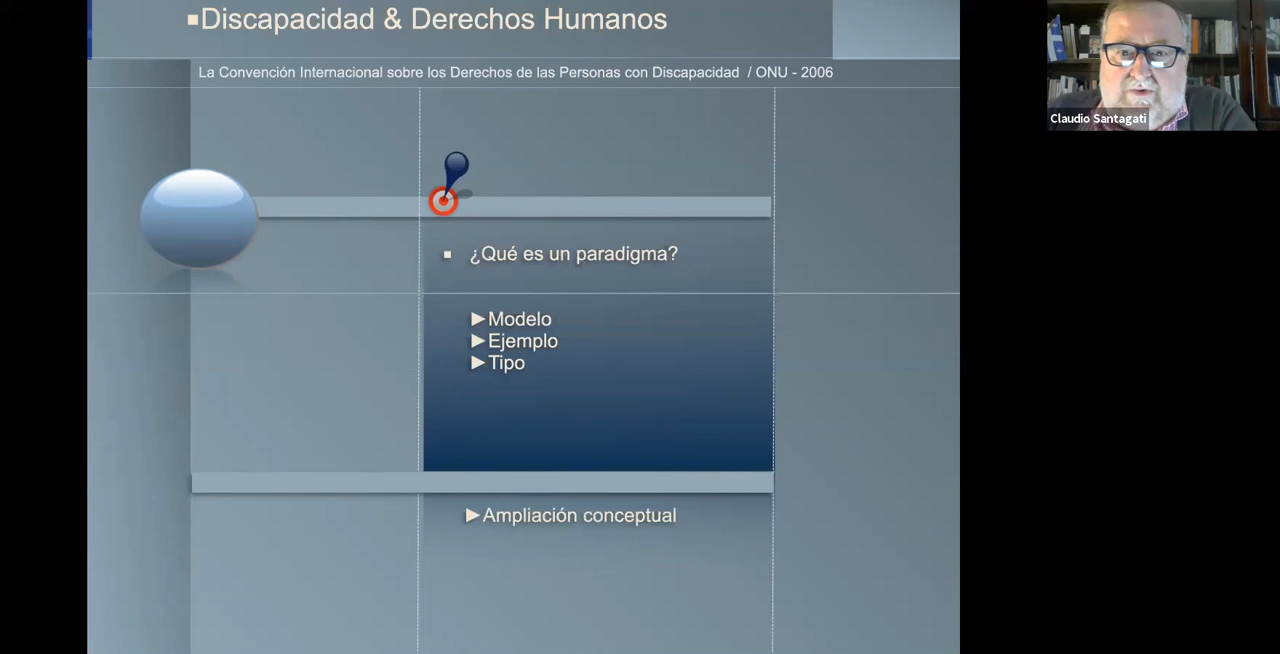 ▪Discapacidad & Derechos Humanos
La Convención Internacional sobre los Derechos de las Personas con Discapacidad / ONU - 2006
Claudio Santagati
▪ ¿Qué es un paradigma?
►Modelo
►Ejemplo
►Tipo
►Ampliación conceptual